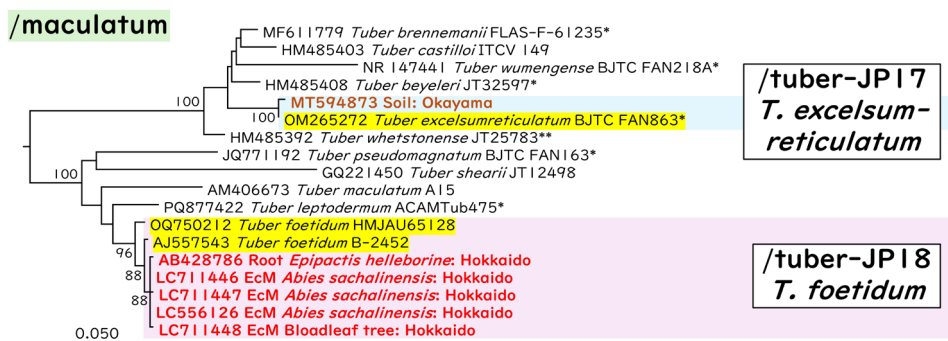 /maculatum
MF611779 Tuber brennemanii FLAS-F-61235*
HM485403 Tuber castilloi ITCV 149
NR 147441 Tuber wumengense BJTC FAN218A*
HM485408 Tuber beyeleri JT32597*
100
MT594873 Soil: Okayama
100
OM265272 Tuber excelsumreticulatum BJTC FAN863*
HM485392 Tuber whetstonense JT25783**
/tuber-JP17
T. excelsum-
reticulatum
JQ771192 Tuber pseudomagnatum BJTC FAN163*
100
GQ221450 Tuber shearii JT12498
AM406673 Tuber maculatum A15
PQ877422 Tuber leptodermum ACAMTub475*
OQ750212 Tuber foetidum HMJAU65128
96
AJ557543 Tuber foetidum B-2452
AB428786 Root Epipactis helleborine: Hokkaido
88
LC711446 EcM Abies sachalinensis: Hokkaido
88
LC711447 EcM Abies sachalinensis: Hokkaido
LC556126 EcM Abies sachalinensis: Hokkaido
LC711448 EcM Bloadleaf tree: Hokkaido
/tuber-JP18
T. foetidum
0.050